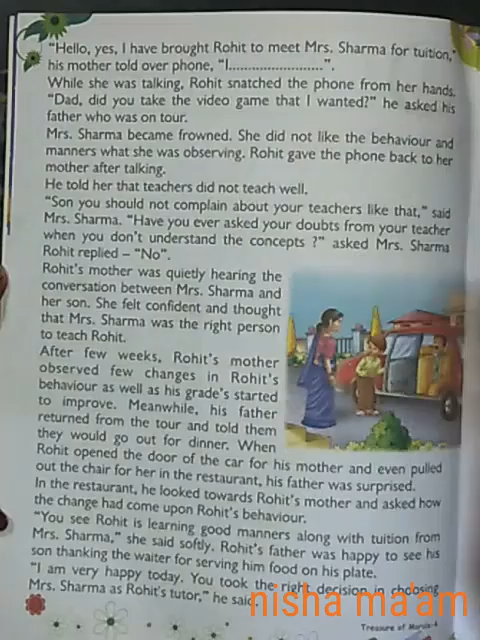 "Hello, yes, I have brought Rohit to meet Mrs. Sharma for tuition,"
his mother told over phone, "I........................".
While she was talking, Rohit snatched the phone from her hands.
"Dad, did you take the video game that I wanted?" he asked his
father who was on tour.
Mrs. Sharma became frowned. She did not like the behaviour and
manners what she was observing. Rohit gave the phone back to her
mother after talking.
He told her that teachers did not teach well.
"Son you should not complain about your teachers like that," said
Mrs. Sharma. "Have you ever asked your doubts from your teacher
when you don't understand the concepts ?" asked Mrs. Sharma
Rohit replied – "No".
Rohit's mother was quietly hearing the
conversation between Mrs. Sharma and
her son. She felt confident and thought
that Mrs. Sharma was the right person
to teach Rohit.
After few weeks, Rohit's mother
observed few changes in Rohit's
behaviour as well as his grade's started
to improve. Meanwhile, his father
returned from the tour and told them
they would go out for dinner. When
Rohit opened the door of the car for his mother and even pulled
out the chair for her in the restaurant, his father was surprised.
In the restaurant, he looked towards Rohit's mother and asked how
the change had come upon Rohit's behaviour.
"You see Rohit is learning good manners along with tuition from
Mrs. Sharma," she said softly. Rohit's father was happy to see his
son thanking the waiter for serving him food on his plate.
"I am very happy today. You took the right decision in choosing
Mrs. Sharma as Rohit's tutor," he said.
nisha ma'am
Treasure of Morals-4